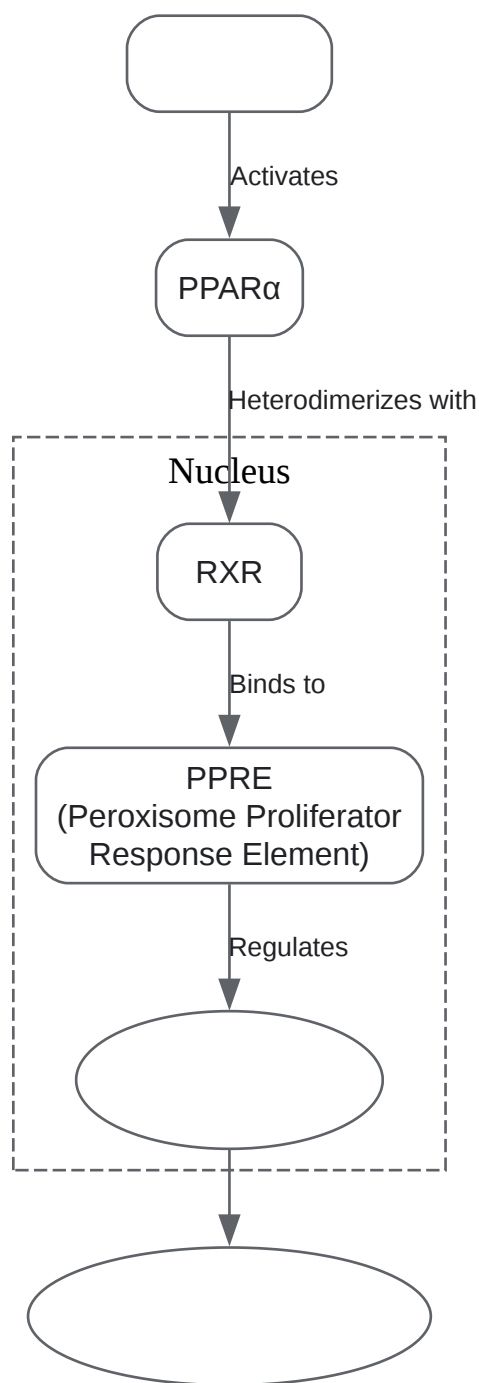 Activates
PPARα
Heterodimerizes with
Nucleus
RXR
Binds to
PPRE
(Peroxisome Proliferator
Response Element)
Regulates